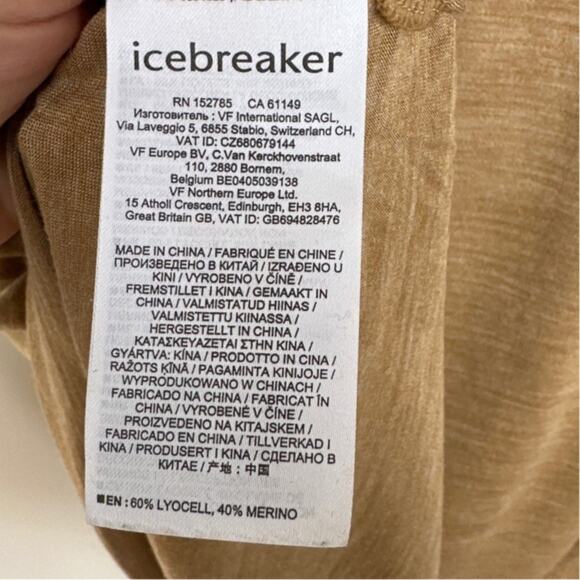 icebreaker
RN 152785 CA 61149
Изготовитель : VF International SAGL,
Via Laveggio 5, 6855 Stabio, Switzerland CH,
VAT ID: CZ680679144
VF Europe BV, C.Van Kerckhovenstraat
110, 2880 Bornem,
Belgium BE0405039138
VF Northern Europe Ltd.
15 Atholl Crescent, Edinburgh, EH3 8HA,
Great Britain GB, VAT ID: GB694828476
MADE IN CHINA / FABRIQUÉ EN CHINE /
ПРОИЗВЕДЕНО В КИТАЙ / IZRAĐENO U
KINI / VYROBENO V ČÍNĚ /
FREMSTILLET I KINA / GEMAAKT IN
CHINA / VALMISTATUD HIINAS /
VALMISTETTU KIINASSA /
HERGESTELLT IN CHINA /
ΚΑΤΑΣΚΕΥΑΖΕΤΑΙ ΣΤΗΝ ΚΙΝΑ /
GYÁRTVA: KÍNA / PRODOTTO IN CINA /
RAŽOTS ĶĪNĀ / PAGAMINTA KINIJOJE /
WYPRODUKOWANO W CHINACH /
FABRICADO NA CHINA / FABRICAT ÎN
CHINA / VYROBENÉ V ČÍNE /
PROIZVEDENO NA KITAJSKEM /
FABRICADO EN CHINA / TILLVERKAD I
KINA / PRODUSERT I KINA / СДЕЛАНО В
КИТАЕ / 产地 : 中国
■EN : 60% LYOCELL, 40% MERINO